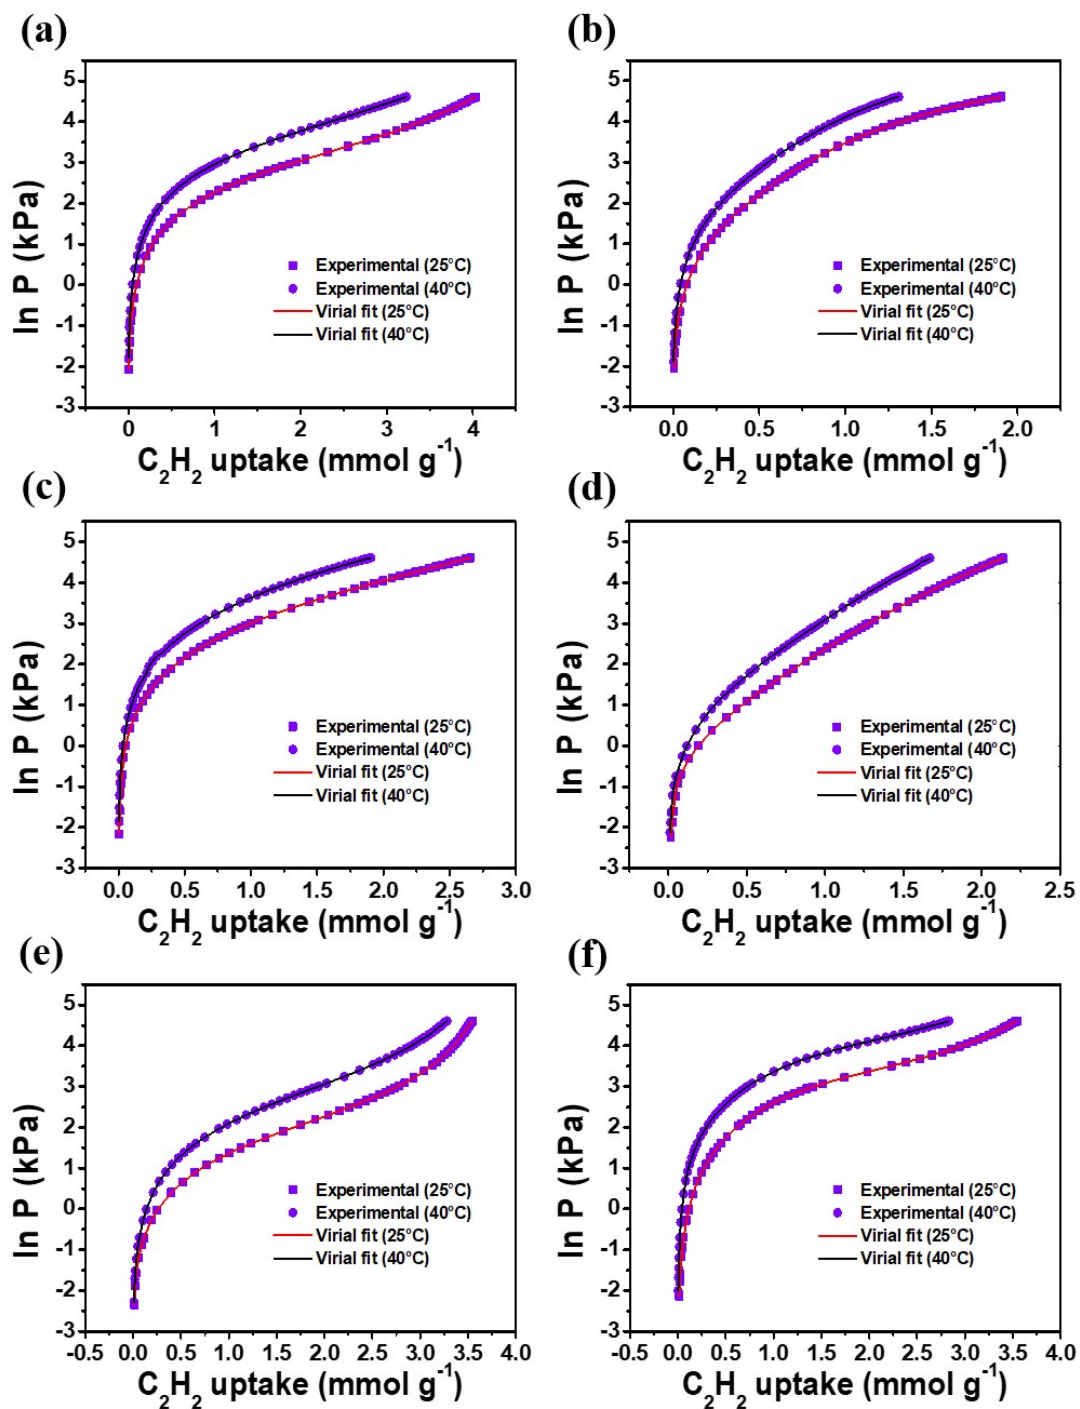 (a)
ln P (kPa)
5
4
3
2
1
0
-1
-2
-3
Experimental (25°C)
Experimental (40°C)
Virial fit (25°C)
Virial fit (40°C)
0 1 2 3 4
C₂H₂ uptake (mmol g⁻¹)
(b)
ln P (kPa)
5
4
3
2
1
0
-1
-2
-3
Experimental (25°C)
Experimental (40°C)
Virial fit (25°C)
Virial fit (40°C)
0.0 0.5 1.0 1.5 2.0
C₂H₂ uptake (mmol g⁻¹)
(c)
ln P (kPa)
5
4
3
2
1
0
-1
-2
-3
Experimental (25°C)
Experimental (40°C)
Virial fit (25°C)
Virial fit (40°C)
0.0 0.5 1.0 1.5 2.0 2.5 3.0
C₂H₂ uptake (mmol g⁻¹)
(d)
ln P (kPa)
5
4
3
2
1
0
-1
-2
-3
Experimental (25°C)
Experimental (40°C)
Virial fit (25°C)
Virial fit (40°C)
0.0 0.5 1.0 1.5 2.0 2.5
C₂H₂ uptake (mmol g⁻¹)
(e)
ln P (kPa)
5
4
3
2
1
0
-1
-2
-3
Experimental (25°C)
Experimental (40°C)
Virial fit (25°C)
Virial fit (40°C)
-0.5 0.0 0.5 1.0 1.5 2.0 2.5 3.0 3.5 4.0
C₂H₂ uptake (mmol g⁻¹)
(f)
ln P (kPa)
5
4
3
2
1
0
-1
-2
-3
Experimental (25°C)
Experimental (40°C)
Virial fit (25°C)
Virial fit (40°C)
-0.5 0.0 0.5 1.0 1.5 2.0 2.5 3.0 3.5 4.0
C₂H₂ uptake (mmol g⁻¹)